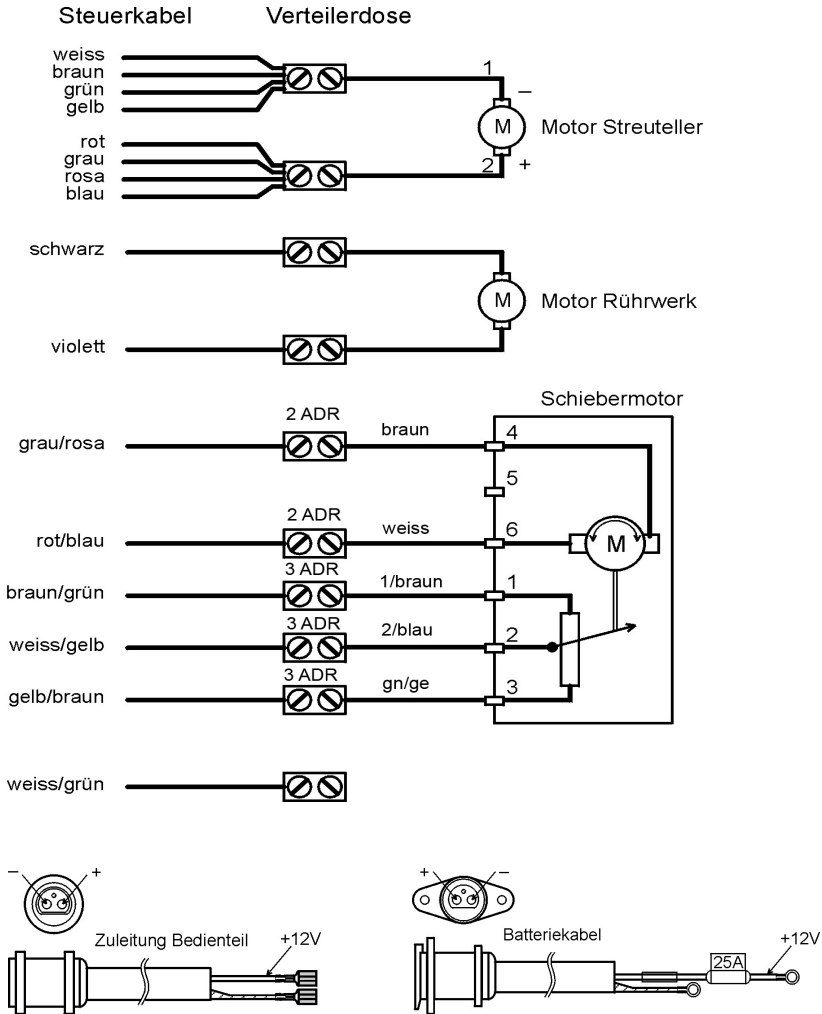 Steuerkabel Verteilerdose
weiss
braun
grün
gelb
1
–
M Motor Streuteller
2 +
rot
grau
rosa
blau
schwarz
M Motor Rührwerk
violett
Schiebermotor
2 ADR
grau/rosa braun 4
5
2 ADR
rot/blau weiss 6
M
3 ADR
braun/grün 1/braun 1
3 ADR
weiss/gelb 2/blau 2
3 ADR
gelb/braun gn/ge 3
weiss/grün
– +
Zuleitung Bedienteil +12V
+ –
Batteriekabel +12V
25A